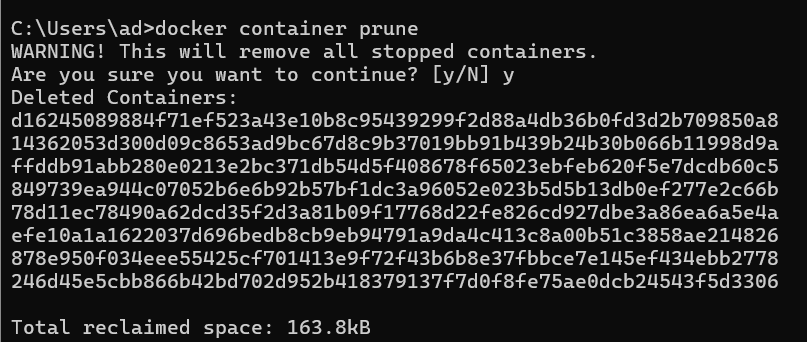 C:\Users\ad>docker container prune
WARNING! This will remove all stopped containers.
Are you sure you want to continue? [y/N] y
Deleted Containers:
d16245089884f71ef523a43e10b8c95439299f2d88a4db36b0fd3d2b709850a8
14362053d300d09c8653ad9bc67d8c9b37019bb91b439b24b30b066b11998d9a
ffddb91abb280e0213e2bc371db54d5f408678f65023ebfeb620f5e7dcdb60c5
849739ea944c07052b6e6b92b57bf1dc3a96052e023b5d5b13db0ef277e2c66b
78d11ec78490a62dcd35f2d3a81b09f17768d22fe826cd927dbe3a86ea6a5e4a
efe10a1a1622037d696bedb8cb9eb94791a9da4c413c8a00b51c3858ae214826
878e950f034eee55425cf701413e9f72f43b6b8e37fbbce7e145ef434ebb2778
246d45e5cbb866b42bd702d952b418379137f7d0f8fe75ae0dcb24543f5d3306
Total reclaimed space: 163.8kB